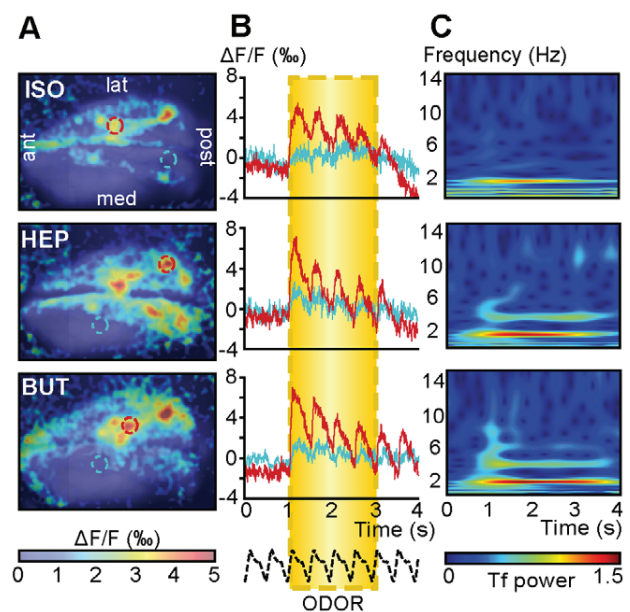 A B C
ΔF/F (‰) Frequency (Hz)
ISO
lat
ant
post
med
8
4
0
-4
14
10
6
2
HEP
8
4
0
-4
14
10
6
2
BUT
8
4
0
-4
0 1 2 3 4
Time (s)
14
10
6
2
0 1 2 3 4
Time (s)
ΔF/F (‰)
0 1 2 3 4 5
ODOR
0 1.5
Tf power